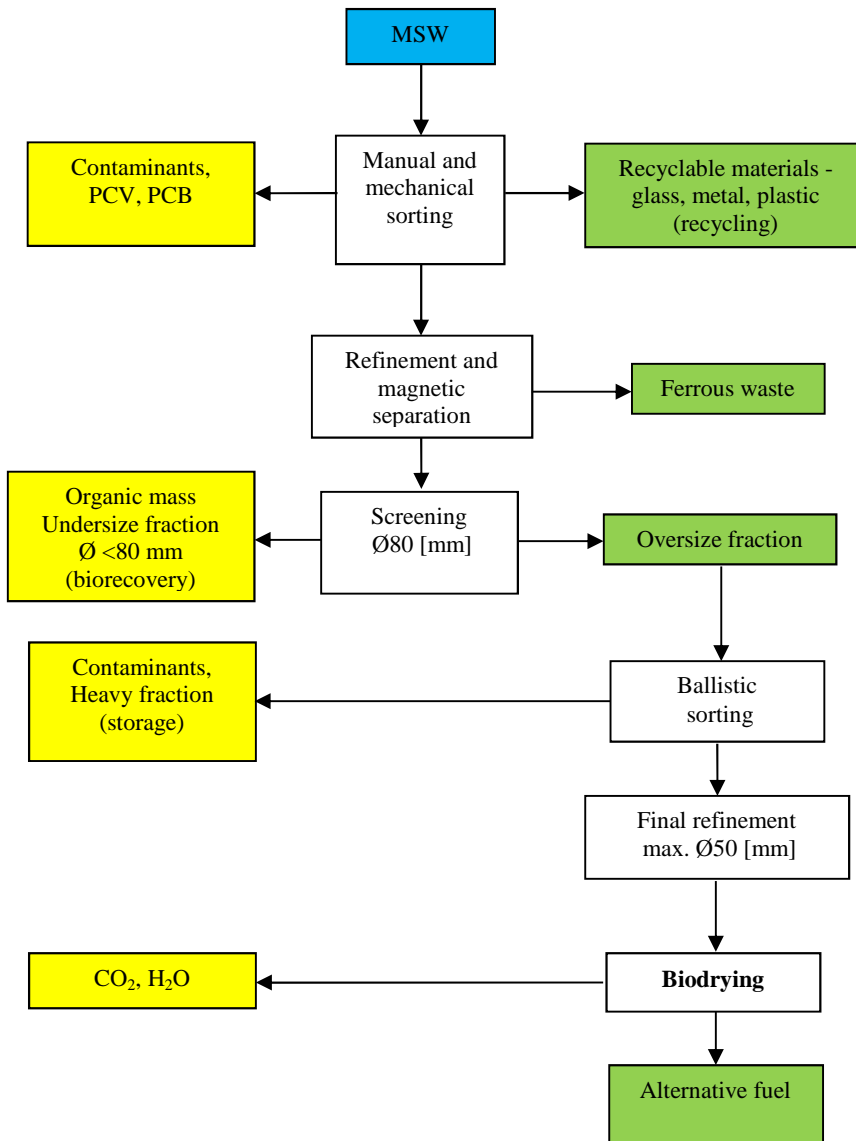 MSW
Contaminants,
PCV, PCB
Manual and
mechanical
sorting
Recyclable materials -
glass, metal, plastic
(recycling)
Refinement and
magnetic
separation
Ferrous waste
Organic mass
Undersize fraction
Ø <80 mm
(biorecovery)
Screening
Ø80 [mm]
Oversize fraction
Contaminants,
Heavy fraction
(storage)
Ballistic
sorting
Final refinement
max. Ø50 [mm]
CO₂, H₂O
Biodrying
Alternative fuel